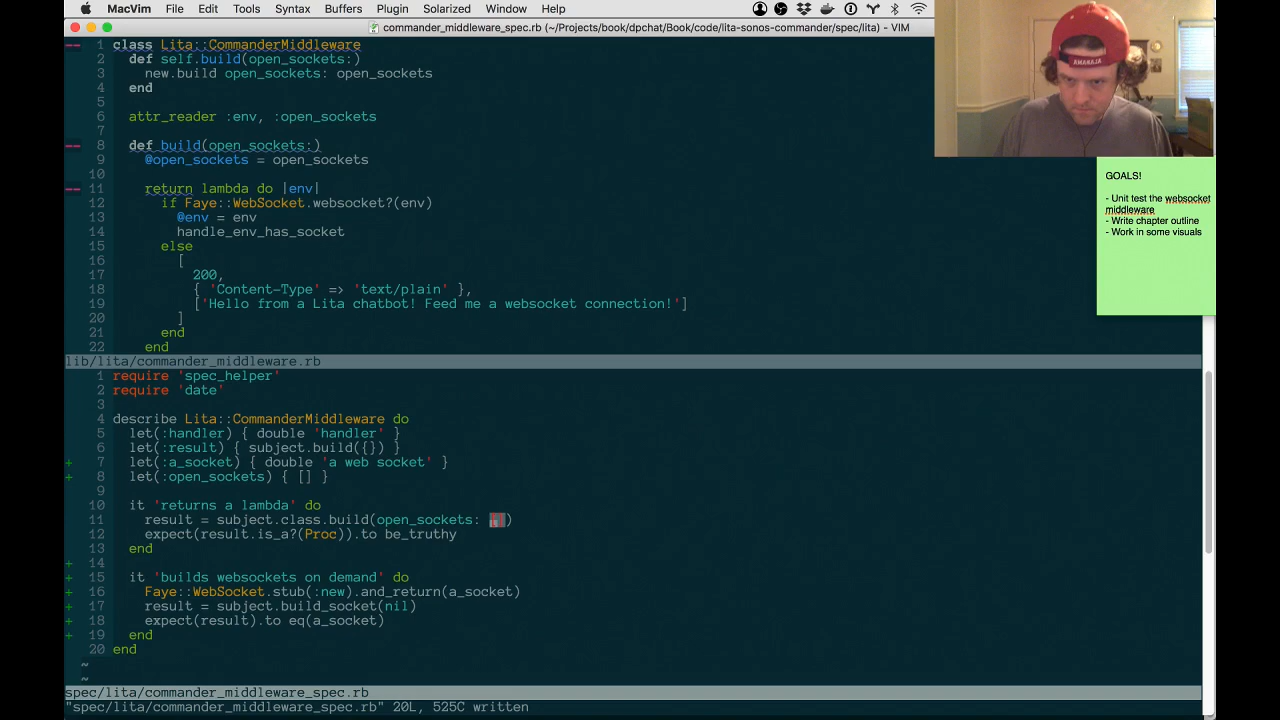 MacVim File Edit Tools Syntax Buffers Plugin Solarized Window Help
commander_middleware_spec.rb (~/Projects/book/dpchat/Book/code/lita-sonos-commander/spec/lita) - VIM
-- 1 class Lita::CommanderMiddleware
2 def self.build(open_sockets:)
3 new.build open_sockets: open_sockets
4 end
5
6 attr_reader :env, :open_sockets
7
-- 8 def build(open_sockets:)
9 @open_sockets = open_sockets
10
-- 11 return lambda do |env|
12 if Faye::WebSocket.websocket?(env)
13 @env = env
14 handle_env_has_socket
15 else
16 [
17 200,
18 { 'Content-Type' => 'text/plain' },
19 ['Hello from a Lita chatbot! Feed me a websocket connection!']
20 ]
21 end
22 end
lib/lita/commander_middleware.rb
1 require 'spec_helper'
2 require 'date'
3
4 describe Lita::CommanderMiddleware do
5 let(:handler) { double 'handler' }
6 let(:result) { subject.build({}) }
+ 7 let(:a_socket) { double 'a web socket' }
+ 8 let(:open_sockets) { [] }
9
10 it 'returns a lambda' do
11 result = subject.class.build(open_sockets: [])
12 expect(result.is_a?(Proc)).to be_truthy
13 end
+ 14
+ 15 it 'builds websockets on demand' do
+ 16 Faye::WebSocket.stub(:new).and_return(a_socket)
+ 17 result = subject.build_socket(nil)
+ 18 expect(result).to eq(a_socket)
+ 19 end
20 end
~
~
spec/lita/commander_middleware_spec.rb
"spec/lita/commander_middleware_spec.rb" 20L, 525C written
GOALS!
- Unit test the websocket
middleware
- Write chapter outline
- Work in some visuals